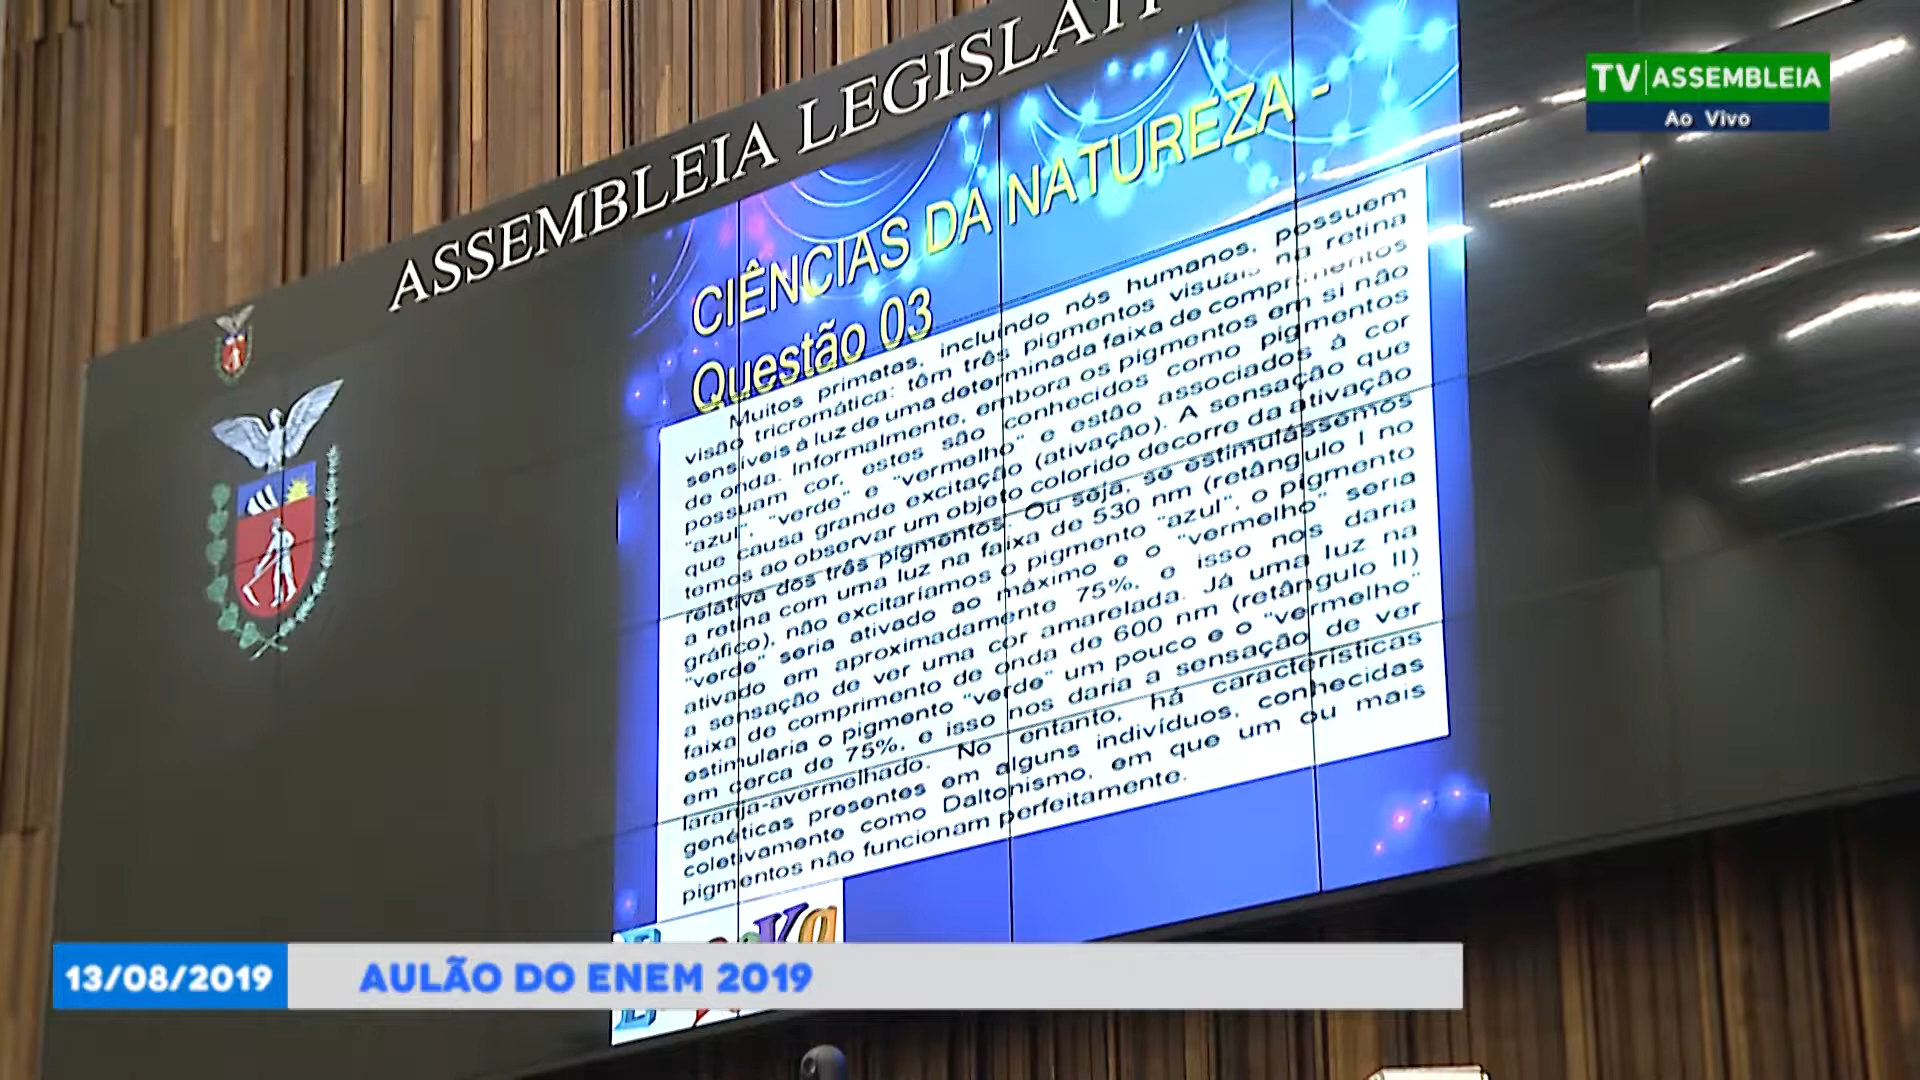 ASSEMBLEIA LEGISLATI
TV ASSEMBLEIA
Ao Vivo
CIÊNCIAS DA NATUREZA -
Questão 03
Muitos primatas, incluindo nós humanos, possuem
visão tricromática: têm três pigmentos visuais na retina
sensíveis à luz de uma determinada faixa de comprimentos
de onda. Informalmente, embora os pigmentos em si não
possuam cor, estes são conhecidos como pigmentos
"azul", "verde" e "vermelho" e estão associados à cor
que causa grande excitação (ativação). A sensação que
temos ao observar um objeto colorido decorre da ativação
relativa dos três pigmentos. Ou seja, se estimulássemos
a retina com uma luz na faixa de 530 nm (retângulo I no
gráfico), não excitaríamos o pigmento "azul", o pigmento
"verde" seria ativado ao máximo e o "vermelho" seria
ativado em aproximadamente 75%, e isso nos daria
a sensação de ver uma cor amarelada. Já uma luz na
faixa de comprimento de onda de 600 nm (retângulo II)
estimularia o pigmento "verde" um pouco e o "vermelho"
em cerca de 75%, e isso nos daria a sensação de ver
laranja-avermelhado. No entanto, há características
genéticas presentes em alguns indivíduos, conhecidas
coletivamente como Daltonismo, em que um ou mais
pigmentos não funcionam perfeitamente.
13/08/2019
AULÃO DO ENEM 2019